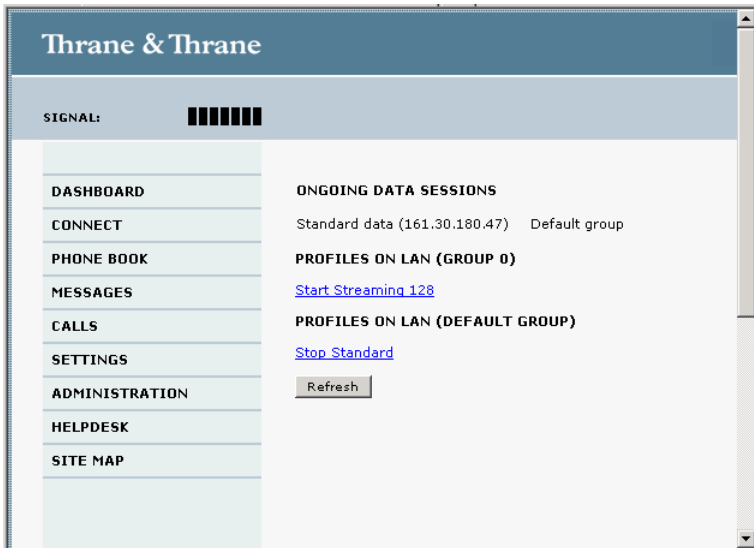 Thrane & Thrane
SIGNAL:
DASHBOARD
CONNECT
PHONE BOOK
MESSAGES
CALLS
SETTINGS
ADMINISTRATION
HELPDESK
SITE MAP
ONGOING DATA SESSIONS
Standard data (161.30.180.47) Default group
PROFILES ON LAN (GROUP 0)
Start Streaming 128
PROFILES ON LAN (DEFAULT GROUP)
Stop Standard
Refresh